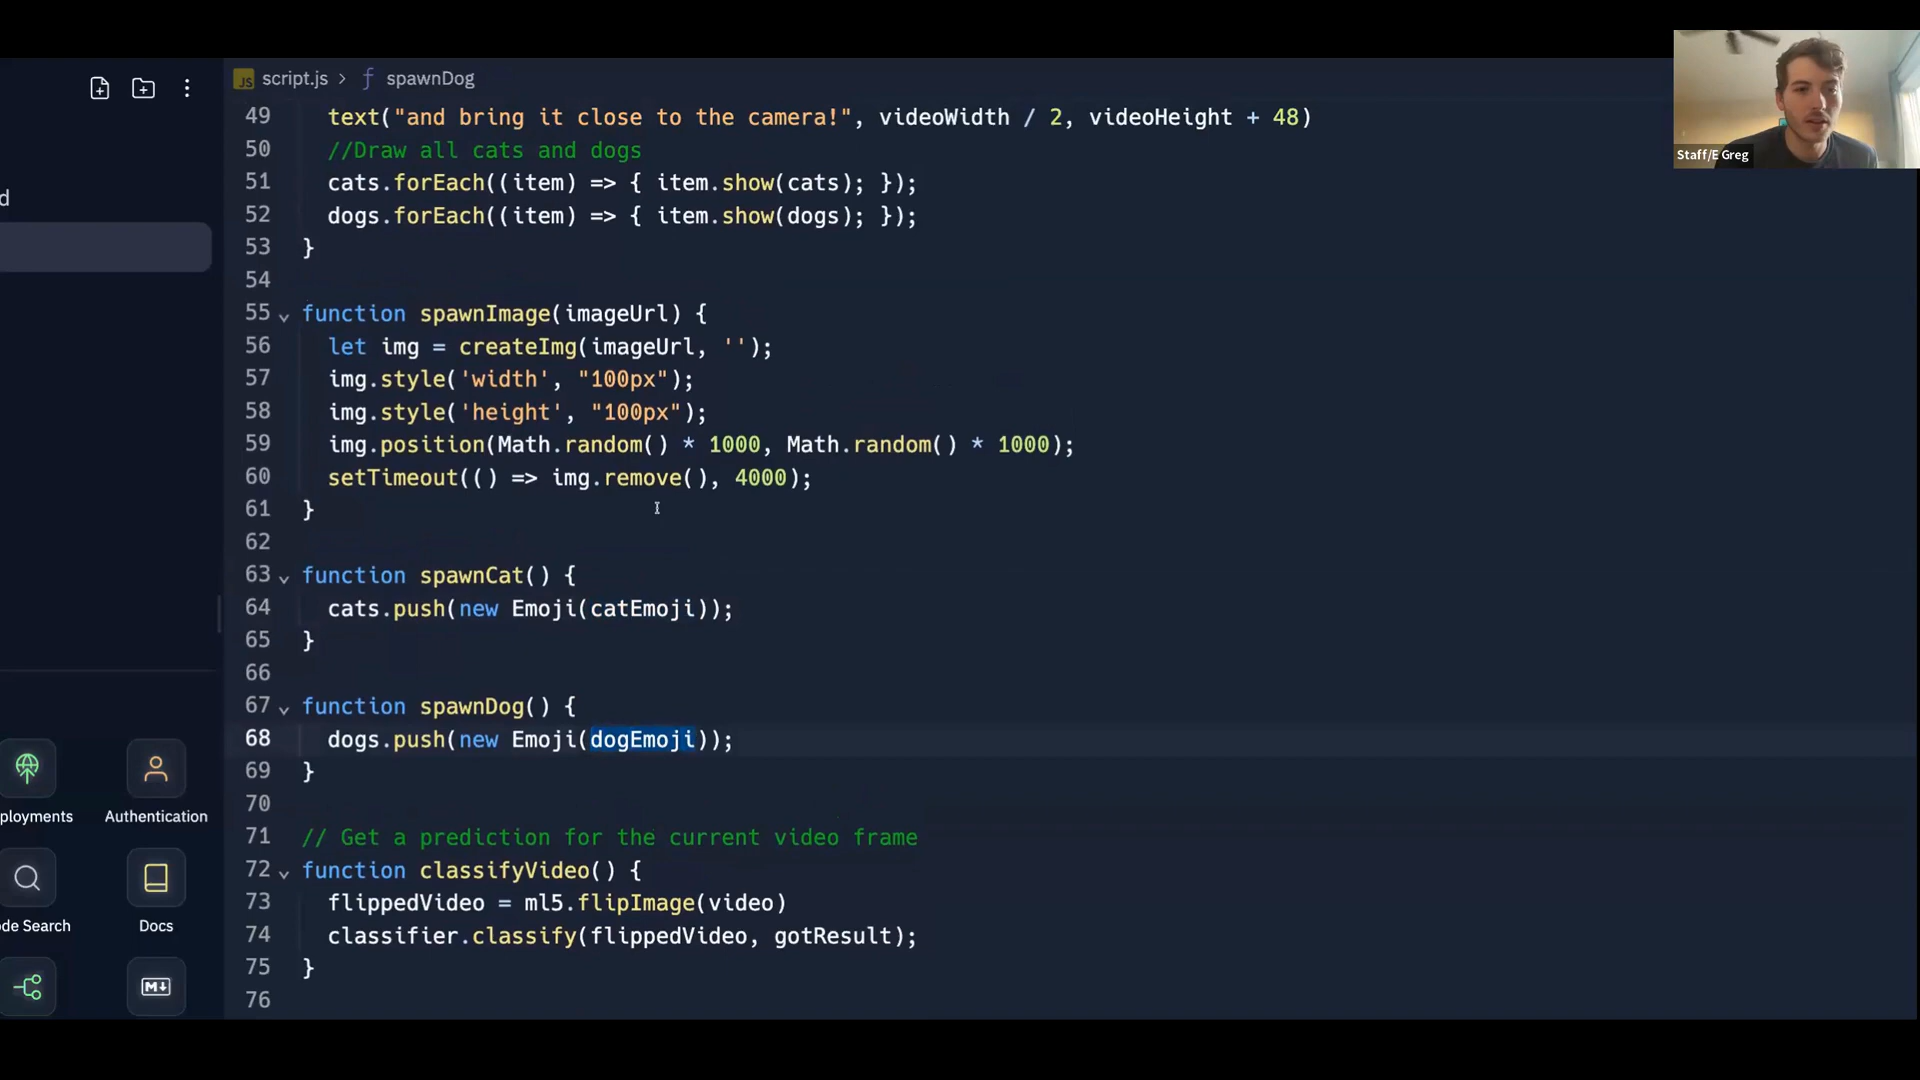 JS script.js > ƒ spawnDog
Staff/E Greg
d
49 text("and bring it close to the camera!", videoWidth / 2, videoHeight + 48)
50 //Draw all cats and dogs
51 cats.forEach((item) => { item.show(cats); });
52 dogs.forEach((item) => { item.show(dogs); });
53 }
54
55 function spawnImage(imageUrl) {
56 let img = createImg(imageUrl, '');
57 img.style('width', "100px");
58 img.style('height', "100px");
59 img.position(Math.random() * 1000, Math.random() * 1000);
60 setTimeout(() => img.remove(), 4000);
61 }
62
63 function spawnCat() {
64 cats.push(new Emoji(catEmoji));
65 }
66
67 function spawnDog() {
68 dogs.push(new Emoji(dogEmoji));
69 }
70
71 // Get a prediction for the current video frame
72 function classifyVideo() {
73 flippedVideo = ml5.flipImage(video)
74 classifier.classify(flippedVideo, gotResult);
75 }
76
ployments
Authentication
de Search
Docs
M↓